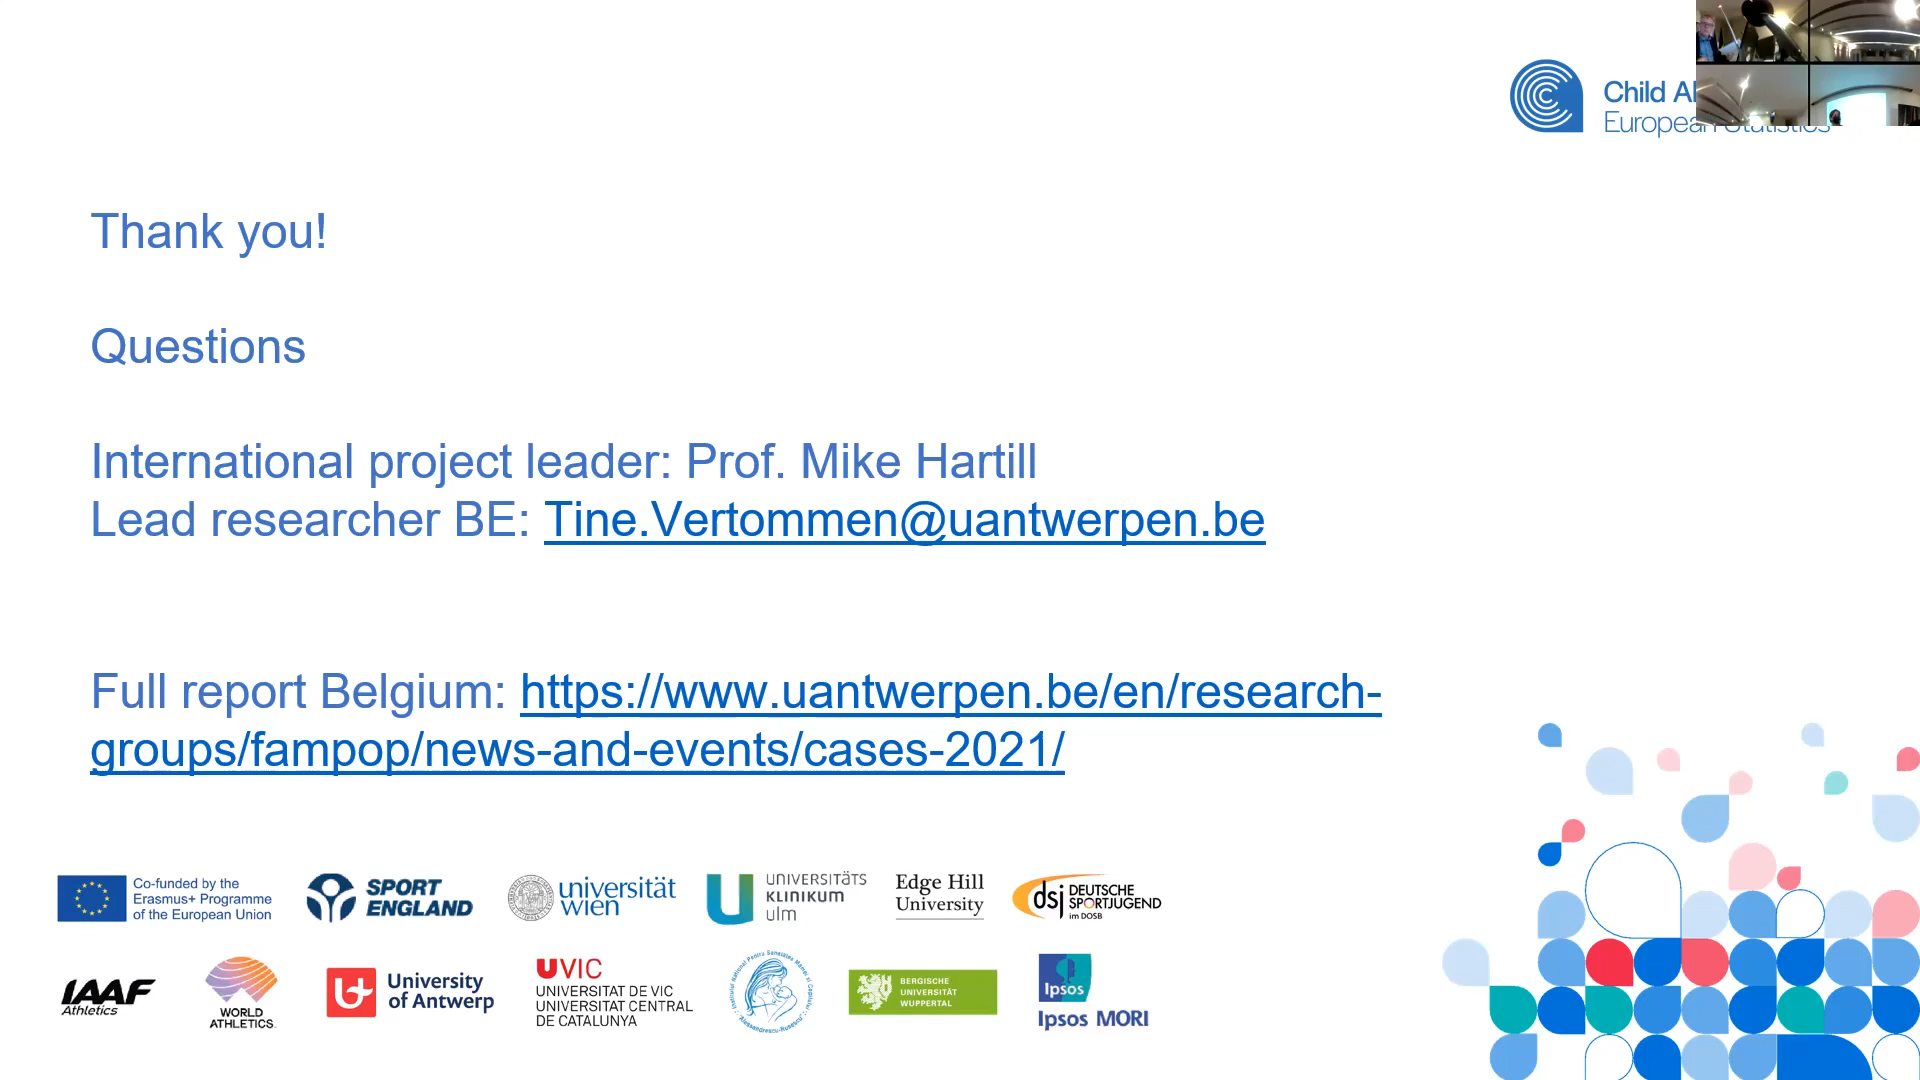 Child
European Statistics
Thank you!
Questions
International project leader: Prof. Mike Hartill
Lead researcher BE: Tine.Vertommen@uantwerpen.be
Full report Belgium: https://www.uantwerpen.be/en/research-
groups/fampop/news-and-events/cases-2021/
Co-funded by the
Erasmus+ Programme
of the European Union
SPORT
ENGLAND
universität
wien
UNIVERSITÄTS
KLINIKUM
ulm
Edge Hill
University
dsj DEUTSCHE
SPORTJUGEND
im DOSB
IAAF
Athletics
WORLD
ATHLETICS.
University
of Antwerp
UVIC
UNIVERSITAT DE VIC
UNIVERSITAT CENTRAL
DE CATALUNYA
BERGISCHE
UNIVERSITÄT
WUPPERTAL
Ipsos
Ipsos MORI